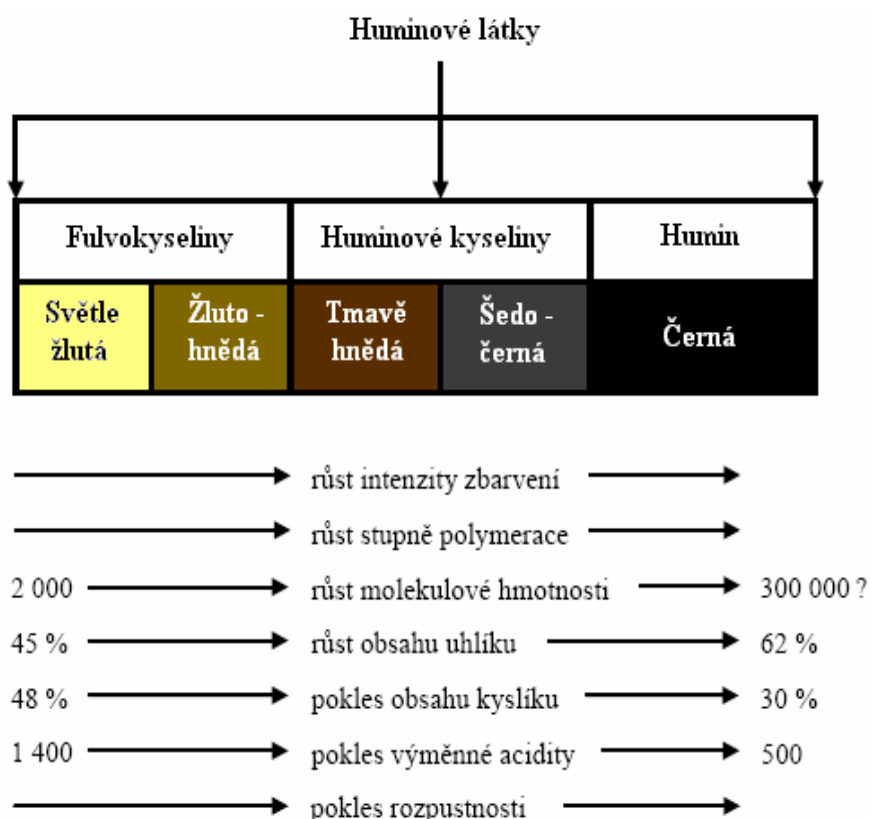 Huminové látky
Fulvokyseliny Huminové kyseliny Humin
Světle žlutá
Žluto - hnědá
Tmavě hnědá
Šedo - černá
Černá
růst intenzity zbarvení
růst stupně polymerace
2 000 růst molekulové hmotnosti 300 000 ?
45 % růst obsahu uhlíku 62 %
48 % pokles obsahu kyslíku 30 %
1 400 pokles výměnné acidity 500
pokles rozpustnosti